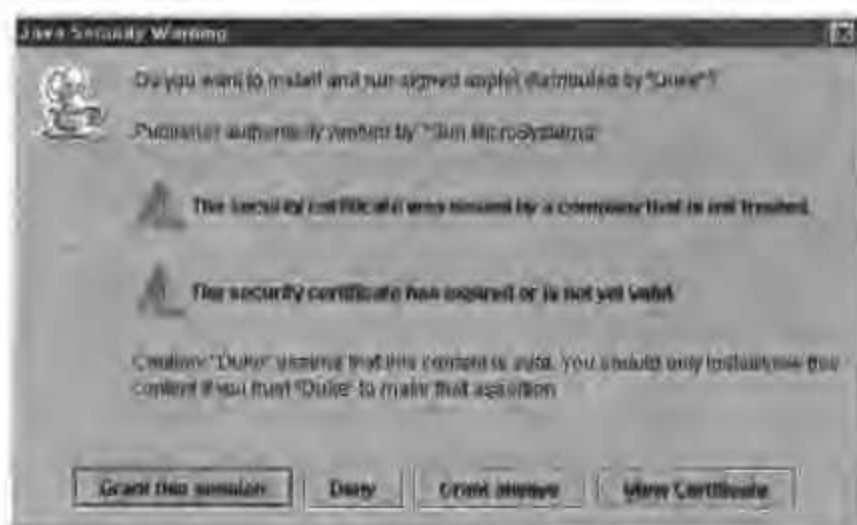 Java Security Warning
Do you want to install and run signed applet distributed by "Duke"?
Publisher authenticity verified by: "Sun MicroSystems"
The security certificate was issued by a company that is not trusted.
The security certificate has expired or is not yet valid.
Caution: "Duke" asserts that this content is safe. You should only install/view this
content if you trust "Duke" to make that assertion.
Grant this session
Deny
Grant always
View Certificate